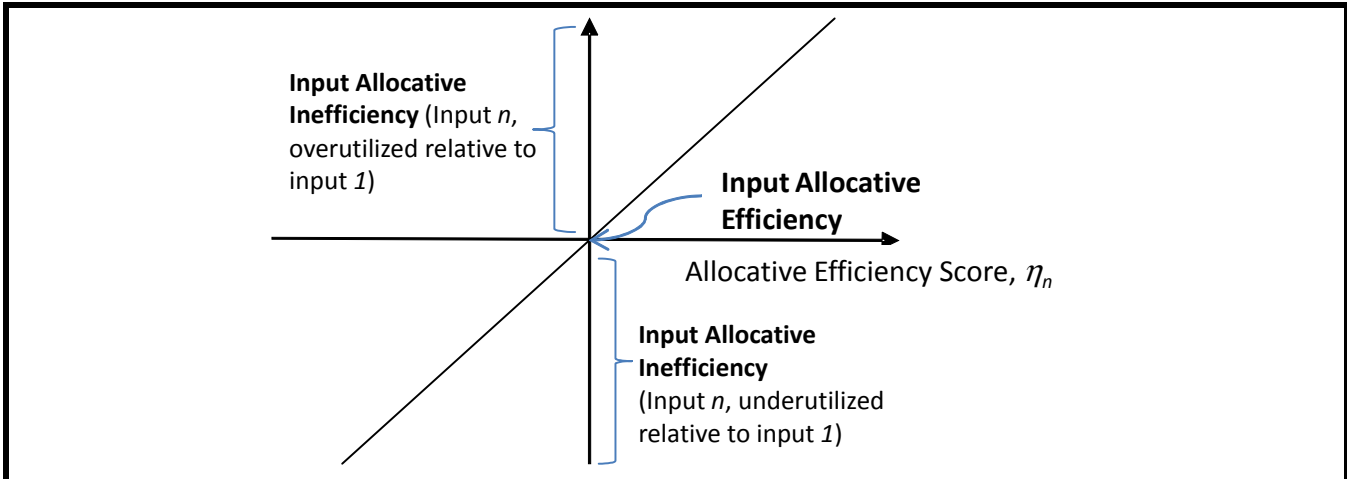 Input Allocative
Inefficiency (Input n,
overutilized relative to
input 1)
Input Allocative
Efficiency
Allocative Efficiency Score, ηn
Input Allocative
Inefficiency
(Input n, underutilized
relative to input 1)